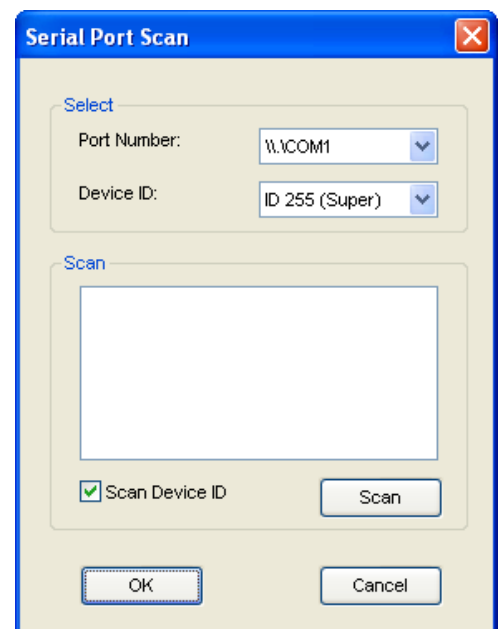 Serial Port Scan
Select
Port Number:
\\.\COM1
Device ID:
ID 255 (Super)
Scan
Scan Device ID
Scan
OK
Cancel